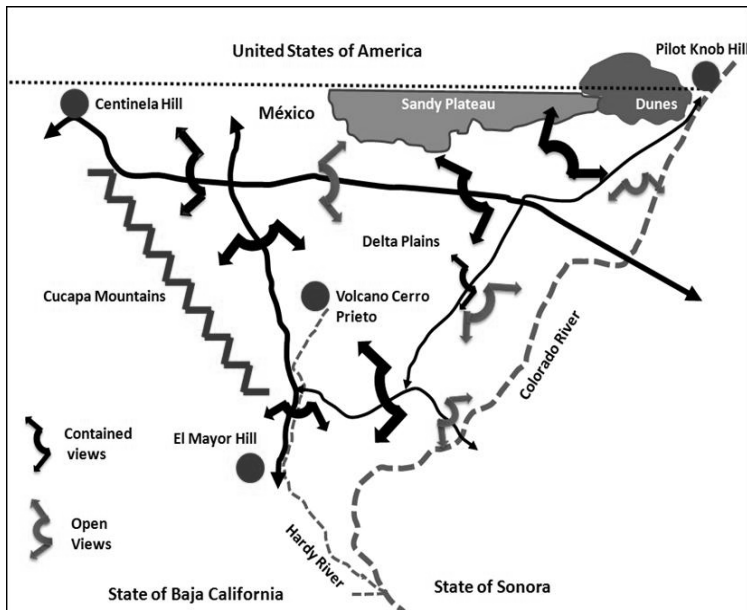 United States of America
Pilot Knob Hill
Centinela Hill
México
Sandy Plateau
Dunes
Delta Plains
Cucapa Mountains
Volcano Cerro
Prieto
Colorado River
Contained
views
El Mayor Hill
Open
Views
Hardy River
State of Baja California
State of Sonora